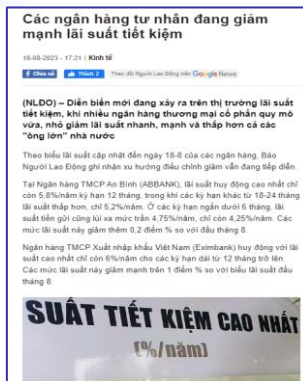 Các ngân hàng tư nhân đang giảm
mạnh lãi suất tiết kiệm
18-08-2023 - 17:21 | Kinh tế
Chia sẻ
Thích 2
Theo dõi Người Lao Động trên Google News
(NLĐO) – Diễn biến mới đang xảy ra trên thị trường lãi suất
tiết kiệm, khi nhiều ngân hàng thương mại cổ phần quy mô
vừa, nhỏ giảm lãi suất nhanh, mạnh và thấp hơn cả các
"ông lớn" nhà nước
Theo biểu lãi suất cập nhật đến ngày 18-8 của các ngân hàng, Báo
Người Lao Động ghi nhận xu hướng điều chỉnh giảm vẫn đang tiếp diễn.
Tại Ngân hàng TMCP An Bình (ABBANK), lãi suất huy động cao nhất chỉ
còn 5,8%/năm kỳ hạn 12 tháng, trong khi các kỳ hạn khác từ 18-24 tháng
lãi suất thấp hơn, chỉ 5,2%/năm. Ở các kỳ hạn ngắn dưới 6 tháng, lãi
suất tiền gửi cũng lùi xa mức trần 4,75%/năm, chỉ còn 4,25%/năm. Các
mức lãi suất này giảm thêm 0,2 điểm % so với đầu tháng 8.
Ngân hàng TMCP Xuất nhập khẩu Việt Nam (Eximbank) huy động với lãi
suất cao nhất chỉ còn 6%/năm cho các kỳ hạn dài từ 12 tháng trở lên.
Các mức lãi suất này giảm mạnh trên 1 điểm % so với biểu lãi suất đầu
tháng 8.
SUẤT TIẾT KIỆM CAO NHẤT
(%/năm)